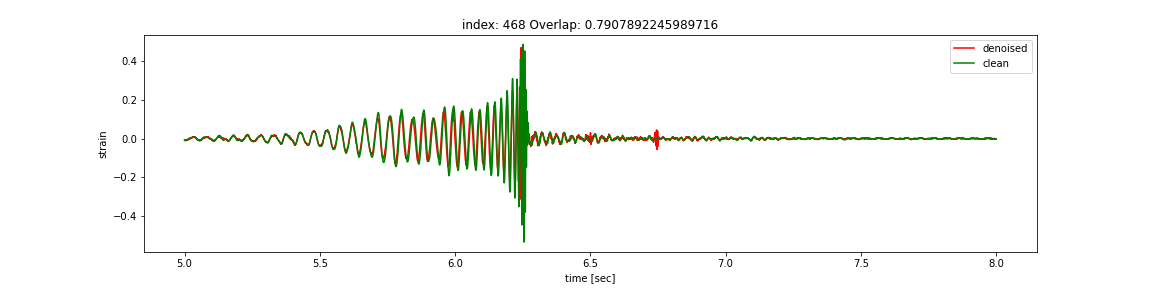 index: 468 Overlap: 0.7907892245989716
denoised
clean
strain
0.4
0.2
0.0
−0.2
−0.4
5.0 5.5 6.0 6.5 7.0 7.5 8.0
time [sec]